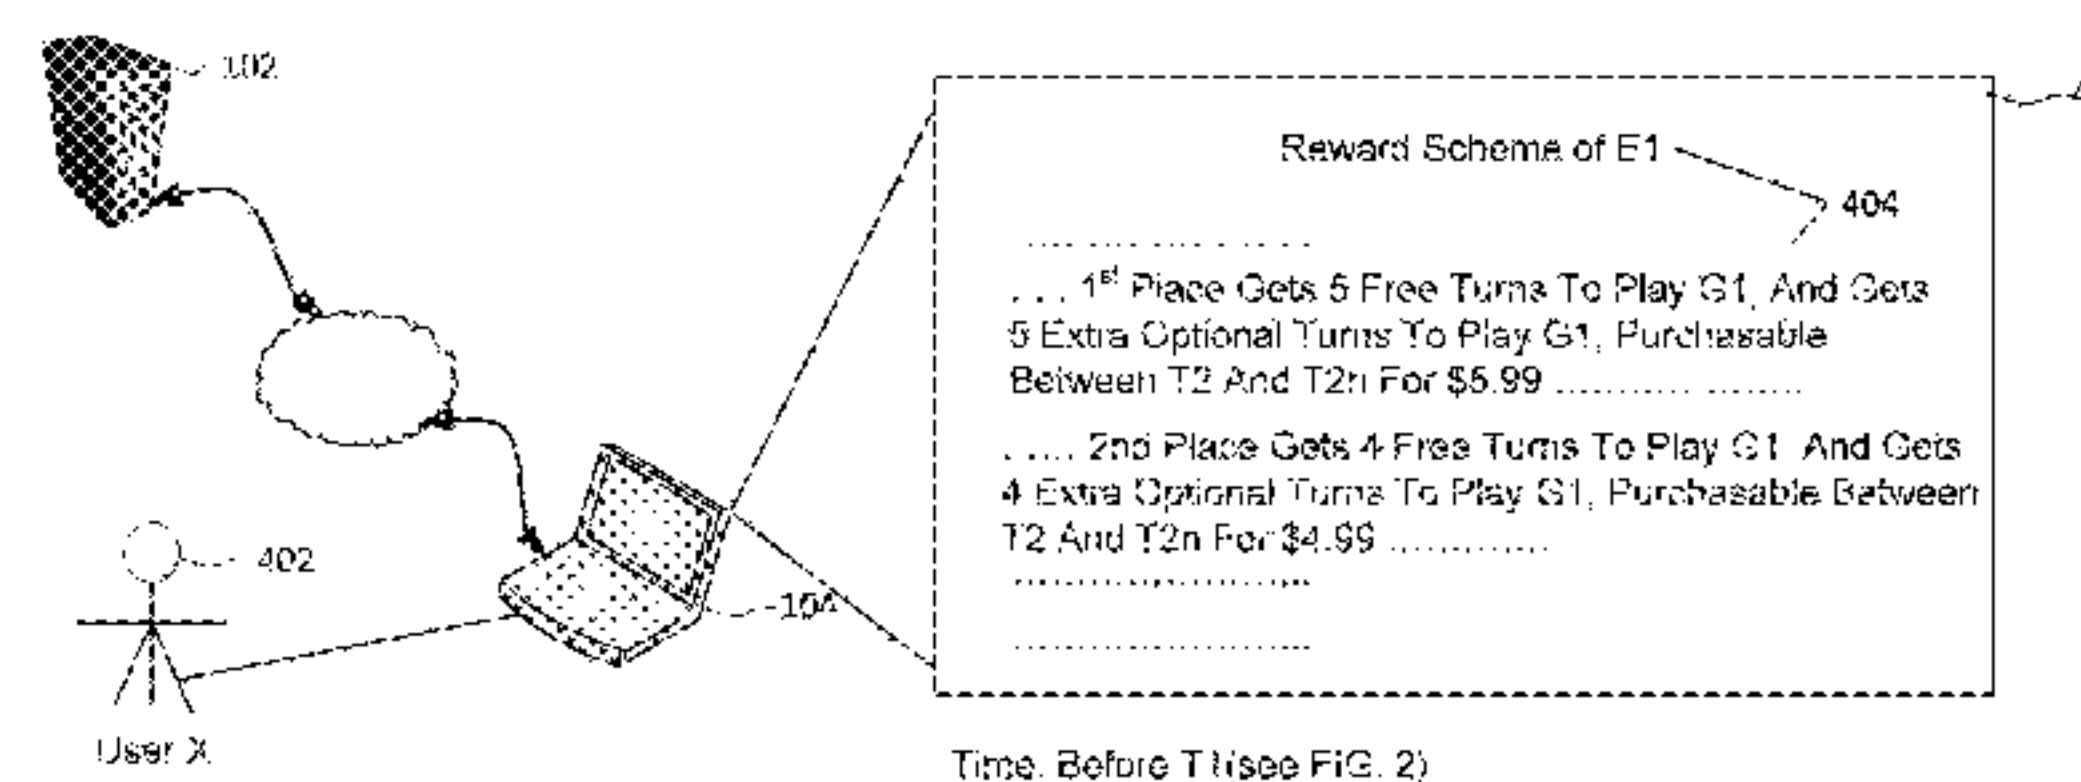 102
Reward Scheme of E1
404
.... 1st Place Gets 5 Free Turns To Play G1, And Gets
5 Extra Optional Turns To Play G1, Purchasable
Between T2 And T2n For $5.99 ....................
...... 2nd Place Gets 4 Free Turns To Play G1 And Gets
4 Extra Optional Turns To Play G1, Purchasable Between
T2 And T2n For $4.99 .............
402
104
User X
Time. Before T1(see FIG. 2)